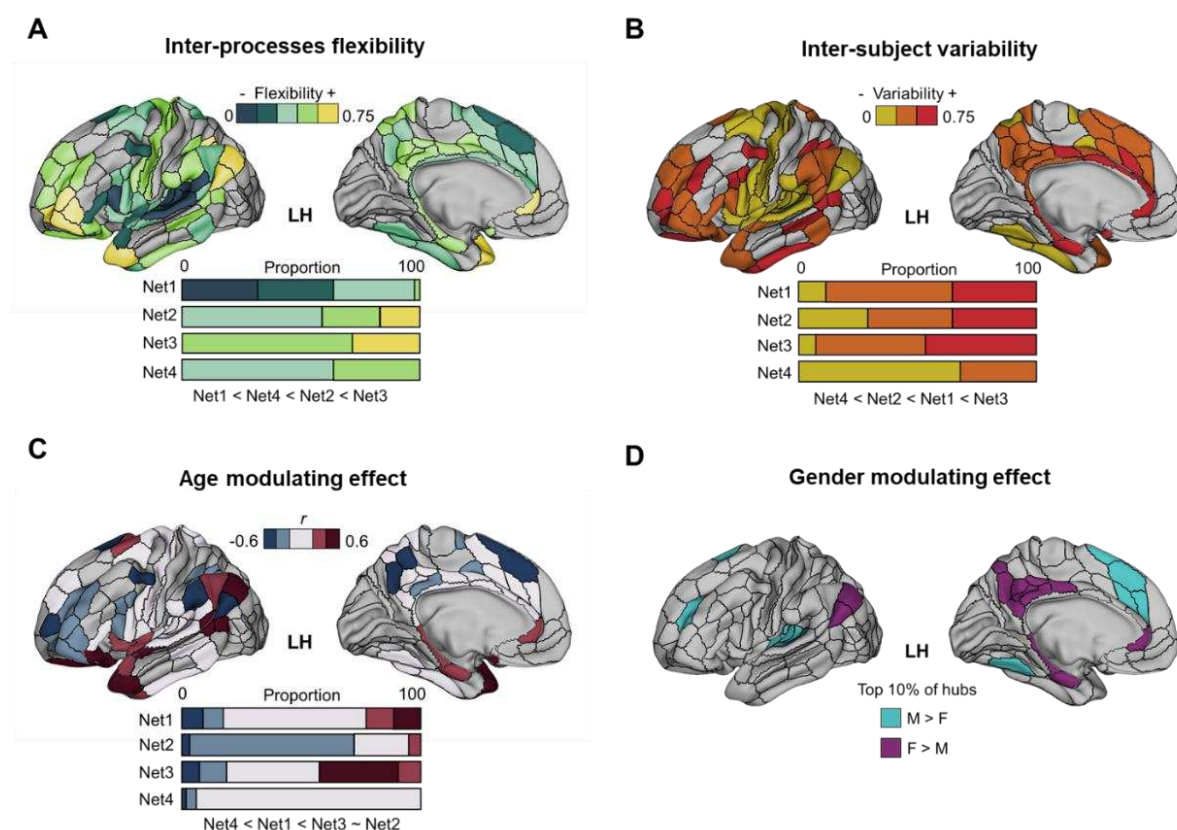 A
Inter-processes flexibility
- Flexibility +
0 0.75
LH
0 Proportion 100
Net1
Net2
Net3
Net4
Net1 < Net4 < Net2 < Net3
B
Inter-subject variability
- Variability +
0 0.75
LH
0 Proportion 100
Net1
Net2
Net3
Net4
Net4 < Net2 < Net1 < Net3
C
Age modulating effect
r
-0.6 0.6
LH
0 Proportion 100
Net1
Net2
Net3
Net4
Net4 < Net1 < Net3 ~ Net2
D
Gender modulating effect
LH
Top 10% of hubs
M > F
F > M